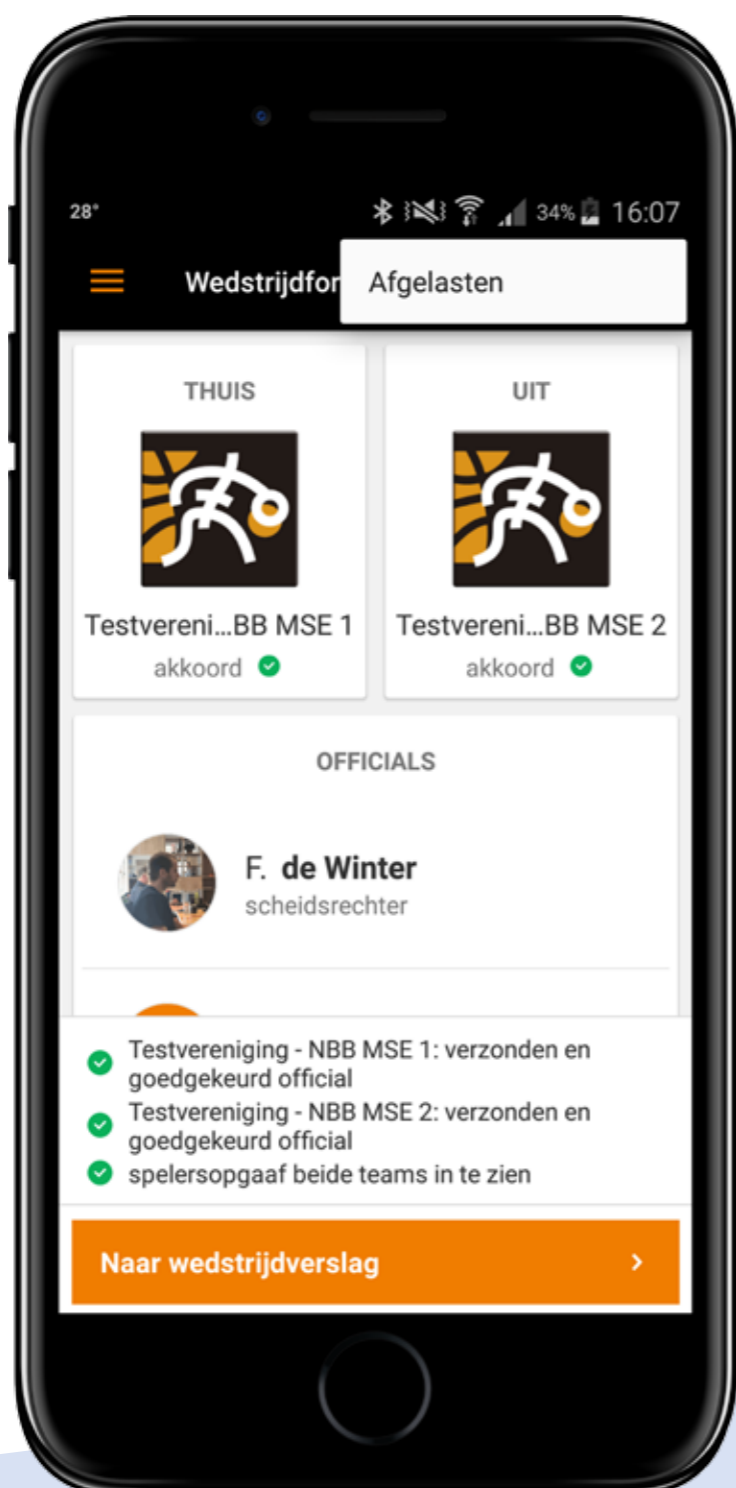 28°
34% 16:07
Wedstrijdfor
Afgelasten
THUIS
UIT
Testvereni...BB MSE 1
Testvereni...BB MSE 2
akkoord
akkoord
OFFICIALS
F. de Winter
scheidsrechter
Testvereniging - NBB MSE 1: verzonden en
goedgekeurd official
Testvereniging - NBB MSE 2: verzonden en
goedgekeurd official
spelersopgaaf beide teams in te zien
Naar wedstrijdverslag